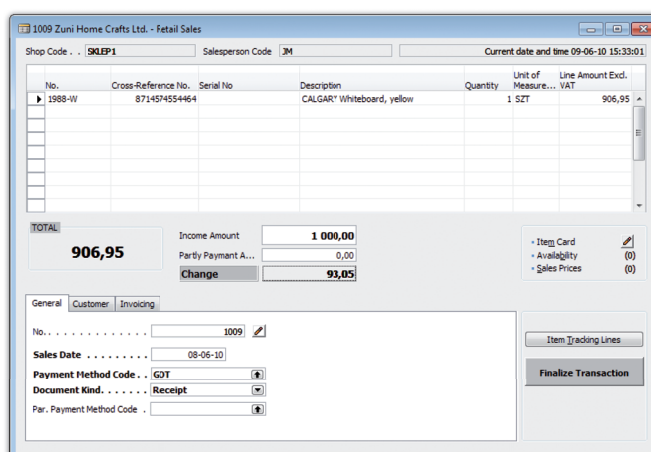 1009 Zuni Home Crafts Ltd. - Fetail Sales
Shop Code . . SKLEP1 Salesperson Code JM Current date and time 09-06-10 15:33:01
No. Cross-Reference No. Serial No Description Quantity Unit of Measure... Line Amount Excl. VAT
1988-W 8714574554464 CALGAR" Whiteboard, yellow 1 SZT 906,95
TOTAL
906,95
Income Amount 1 000,00
Partly Paymant A... 0,00
Change 93,05
Item Card
Availability (0)
Sales Prices (0)
General Customer Invoicing
No. . . . . . . . . . . . . . . 1009
Sales Date . . . . . . . . . 08-06-10
Payment Method Code . . GOT
Document Kind. . . . . . . Receipt
Par. Payment Method Code .
Item Tracking Lines
Finalize Transaction